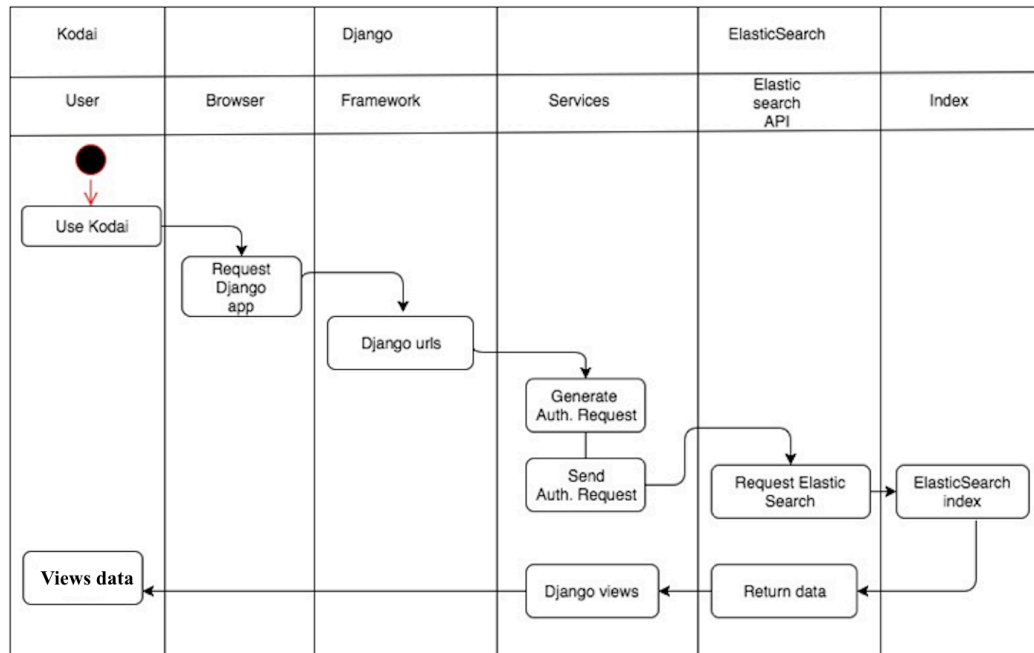 Kodai
Django
ElasticSearch
User
Browser
Framework
Services
Elastic
search
API
Index
Use Kodai
Request
Django
app
Django urls
Generate
Auth. Request
Send
Auth. Request
Request Elastic
Search
ElasticSearch
index
Views data
Django views
Return data